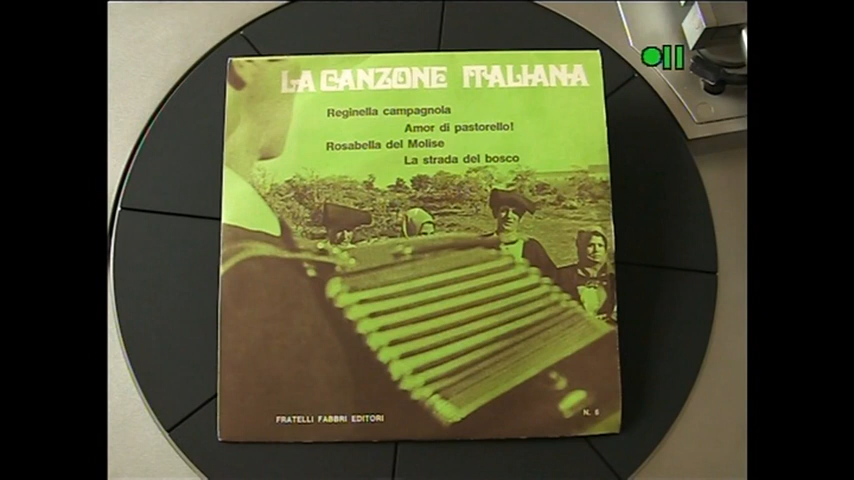 LA CANZONE ITALIANA
Reginella campagnola
Amor di pastorello!
Rosabella del Molise
La strada del bosco
FRATELLI FABBRI EDITORI
N. 6